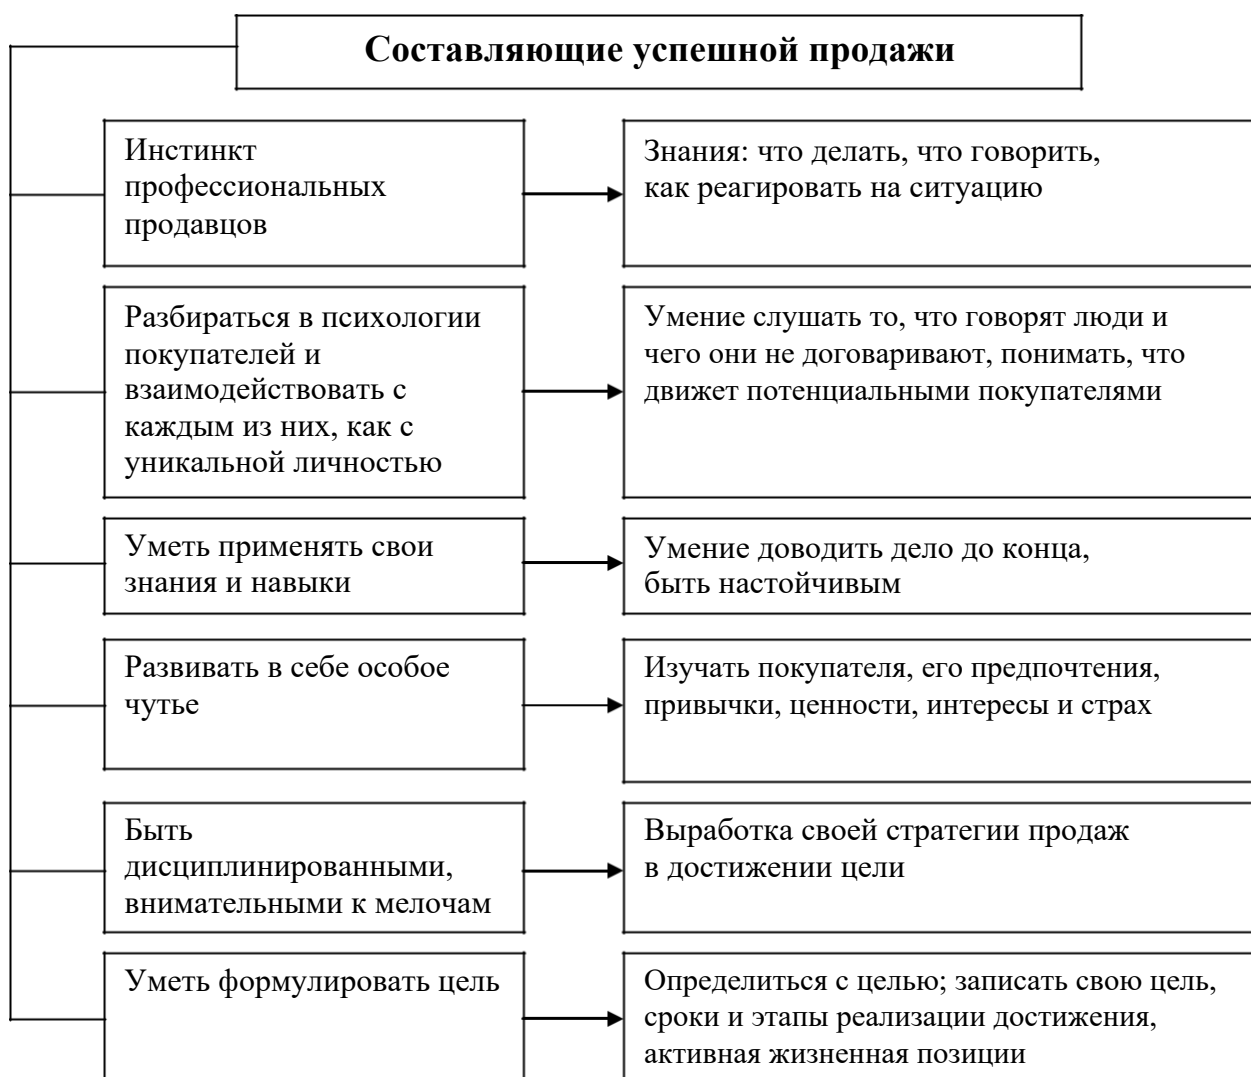 Составляющие успешной продажи
Инстинкт
профессиональных
продавцов
Знания: что делать, что говорить,
как реагировать на ситуацию
Разбираться в психологии
покупателей и
взаимодействовать с
каждым из них, как с
уникальной личностью
Умение слушать то, что говорят люди и
чего они не договаривают, понимать, что
движет потенциальными покупателями
Уметь применять свои
знания и навыки
Умение доводить дело до конца,
быть настойчивым
Развивать в себе особое
чутье
Изучать покупателя, его предпочтения,
привычки, ценности, интересы и страх
Быть
дисциплинированными,
внимательными к мелочам
Выработка своей стратегии продаж
в достижении цели
Уметь формулировать цель
Определиться с целью; записать свою цель,
сроки и этапы реализации достижения,
активная жизненная позиции